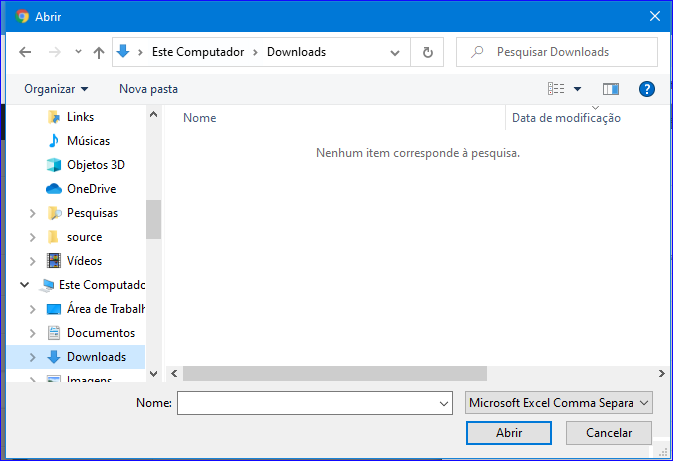 Abrir
Este Computador > Downloads
Pesquisar Downloads
Organizar
Nova pasta
Links
Músicas
Objetos 3D
OneDrive
Pesquisas
source
Vídeos
Este Computado
Área de Trabalh
Documentos
Downloads
Imagens
Nome
Data de modificação
Nenhum item corresponde à pesquisa.
Nome:
Microsoft Excel Comma Separa
Abrir
Cancelar